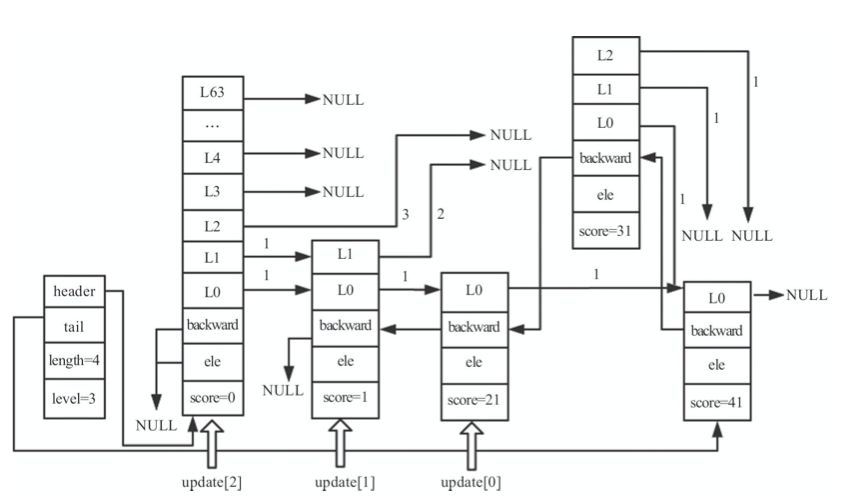 header
tail
length=4
level=3
L63
...
L4
L3
L2
L1
L0
backward
ele
score=0
NULL
NULL
NULL
NULL
NULL
NULL
3
2
1
1
L1
L0
backward
ele
score=1
NULL
1
L0
backward
ele
score=21
1
L2
L1
L0
backward
ele
score=31
1
1
1
NULL NULL
L0
backward
ele
score=41
NULL
update[2]
update[1]
update[0]